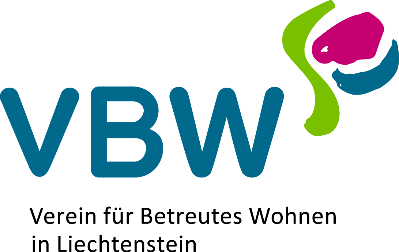 VBW
Verein für Betreutes Wohnen
in Liechtenstein